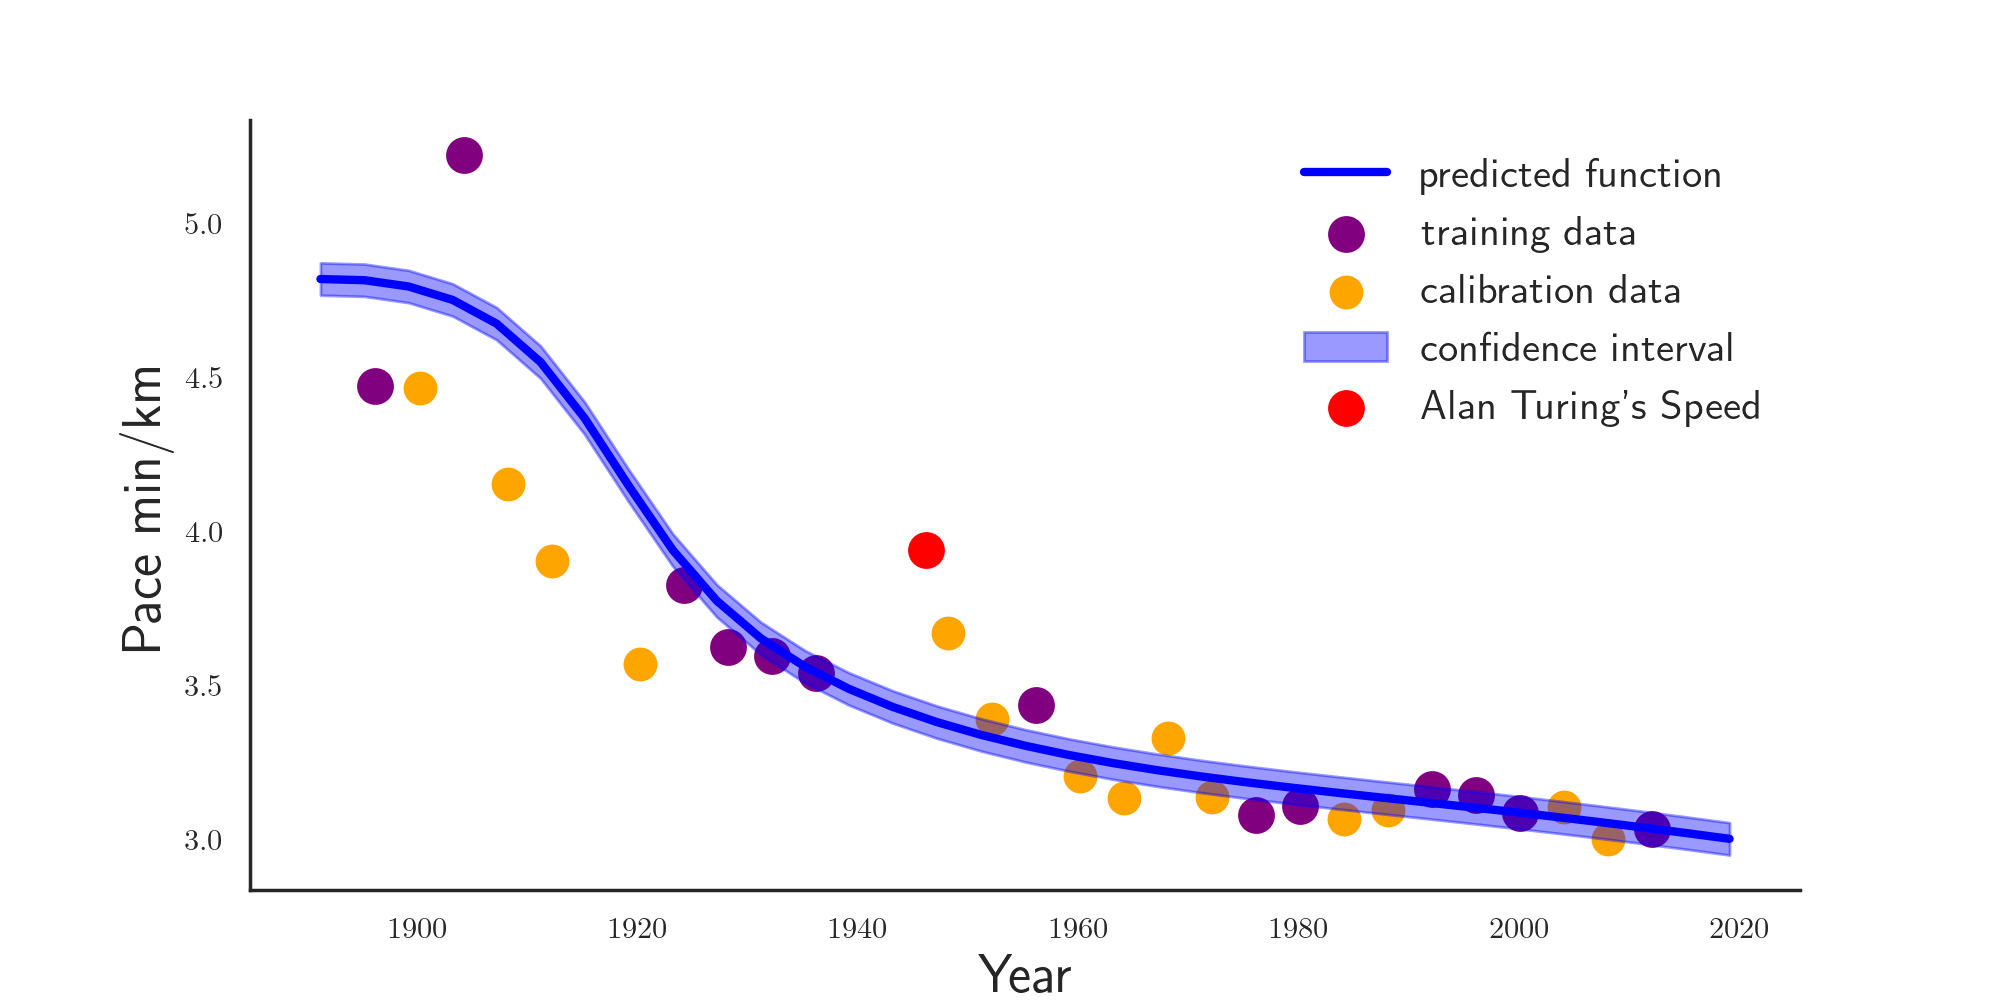 predicted function
training data
calibration data
confidence interval
Alan Turing's Speed
Pace min/km
5.0
4.5
4.0
3.5
3.0
1900 1920 1940 1960 1980 2000 2020
Year